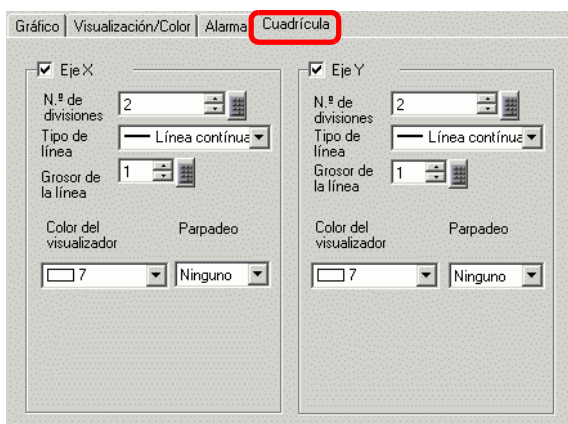 Gráfico Visualización/Color Alarma Cuadrícula
Eje X
N.º de
divisiones
2
Tipo de
línea
Línea contínua
Grosor de
la línea
1
Color del
visualizador
Parpadeo
7
Ninguno
Eje Y
N.º de
divisiones
2
Tipo de
línea
Línea contínua
Grosor de
la línea
1
Color del
visualizador
Parpadeo
7
Ninguno